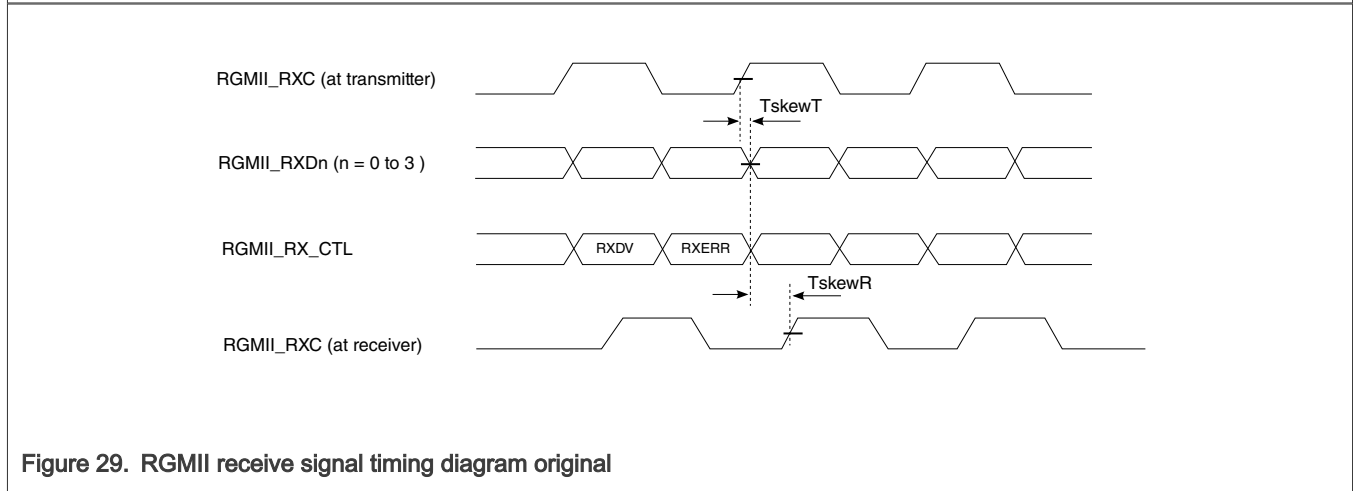 RGMII_RXC (at transmitter)
TskewT
RGMII_RXDn (n = 0 to 3 )
RGMII_RX_CTL
RXDV
RXERR
TskewR
RGMII_RXC (at receiver)
Figure 29. RGMII receive signal timing diagram original